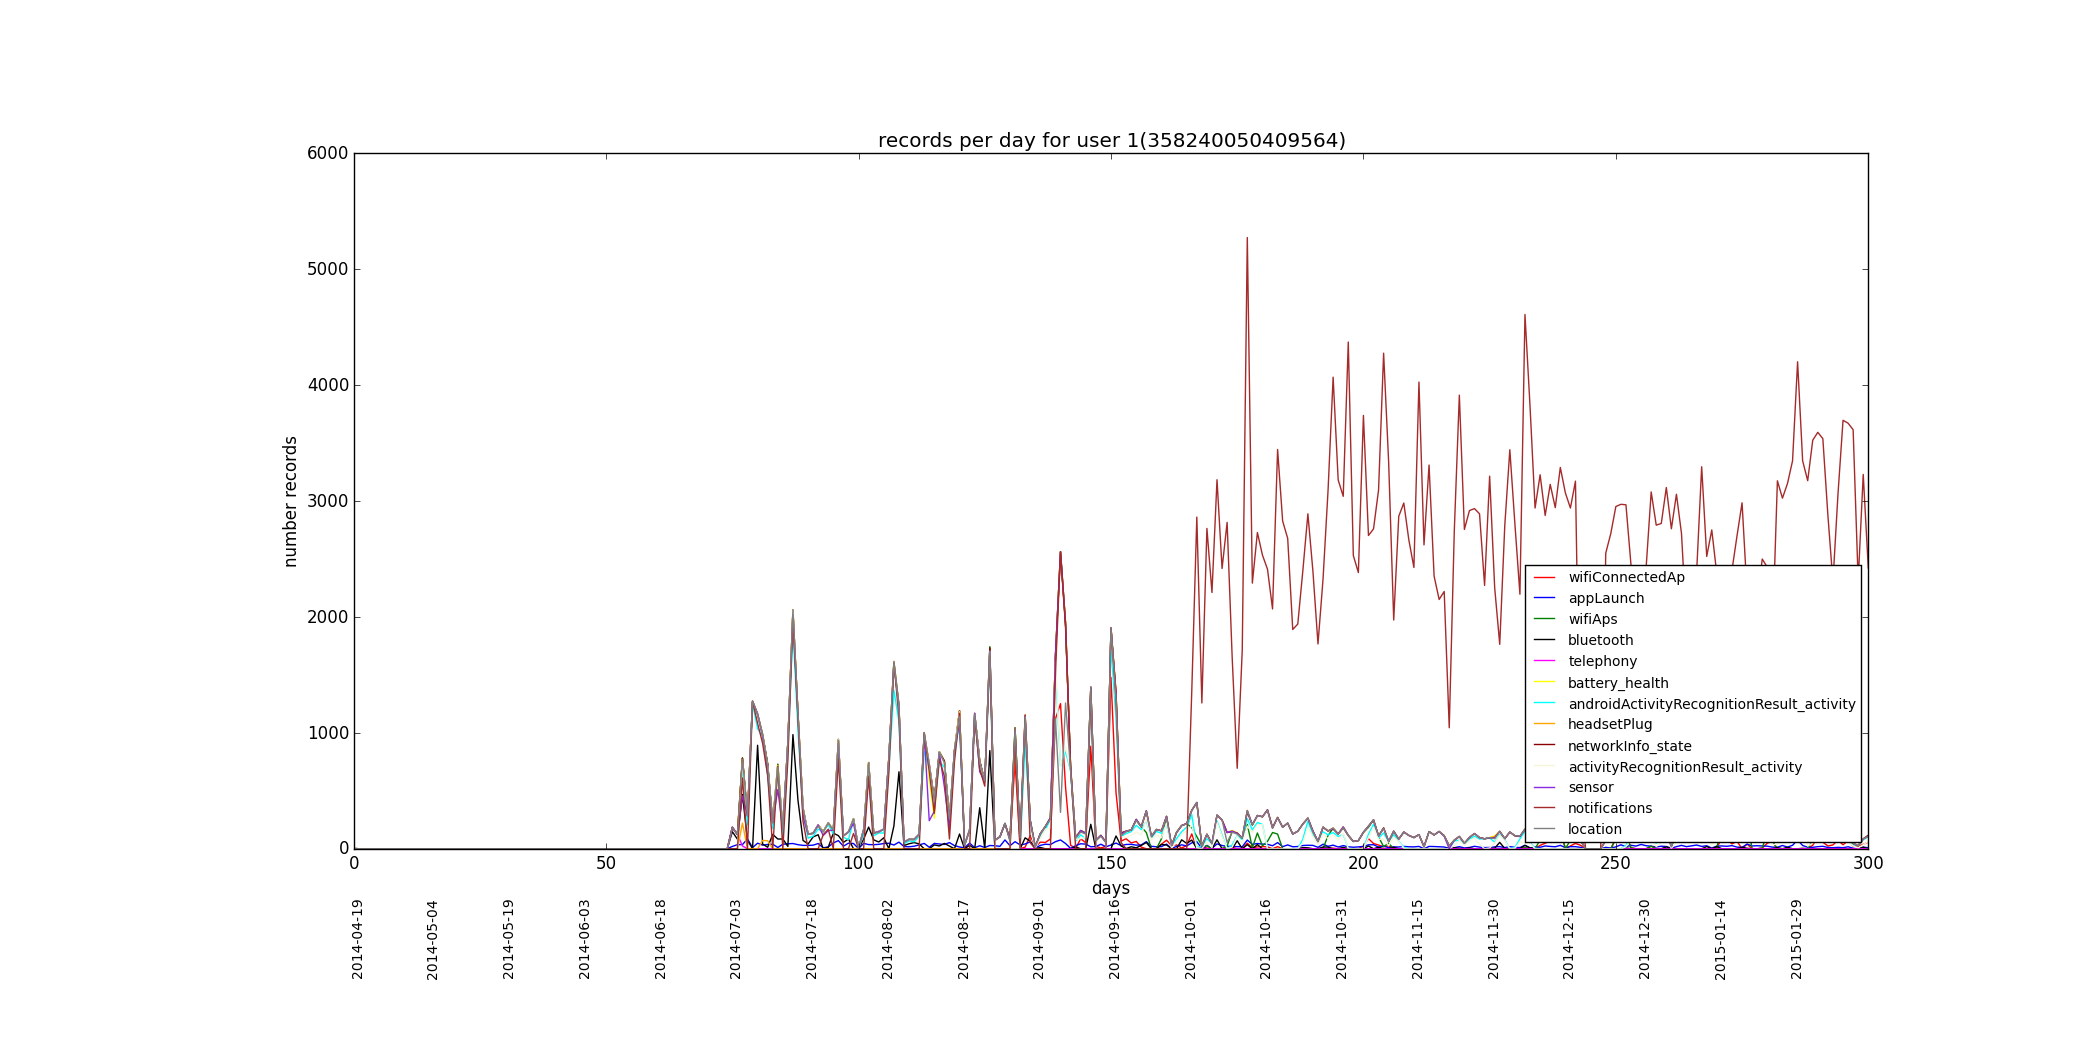 records per day for user 1(358240050409564)
6000
5000
4000
3000
2000
1000
0
number records
wifiConnectedAp
appLaunch
wifiAps
bluetooth
telephony
battery_health
androidActivityRecognitionResult_activity
headsetPlug
networkInfo_state
activityRecognitionResult_activity
sensor
notifications
location
0 50 100 150 200 250 300
days
2014-04-19
2014-05-04
2014-05-19
2014-06-03
2014-06-18
2014-07-03
2014-07-18
2014-08-02
2014-08-17
2014-09-01
2014-09-16
2014-10-01
2014-10-16
2014-10-31
2014-11-15
2014-11-30
2014-12-15
2014-12-30
2015-01-14
2015-01-29